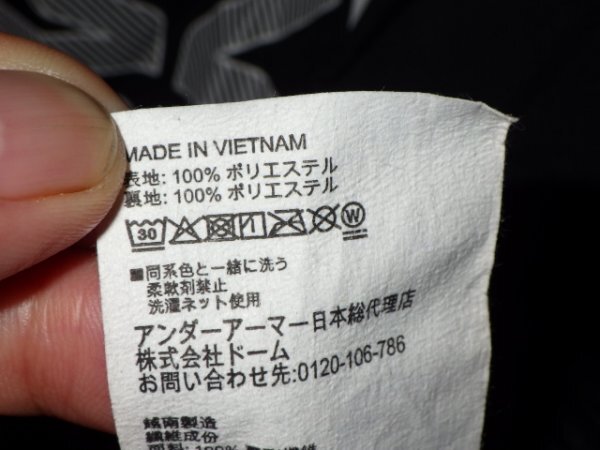 MADE IN VIETNAM
表地: 100% ポリエステル
裏地: 100% ポリエステル
30 W
■同系色と一緒に洗う
柔軟剤禁止
洗濯ネット使用
アンダーアーマー日本総代理店
株式会社ドーム
お問い合わせ先:0120-106-786
越南製造
纖維成份